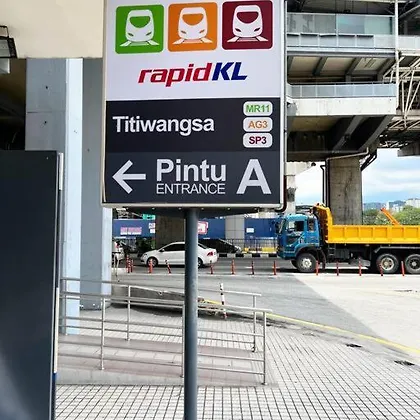 rapidKL
Titiwangsa
MR11
AG3
SP3
← Pintu A
ENTRANCE